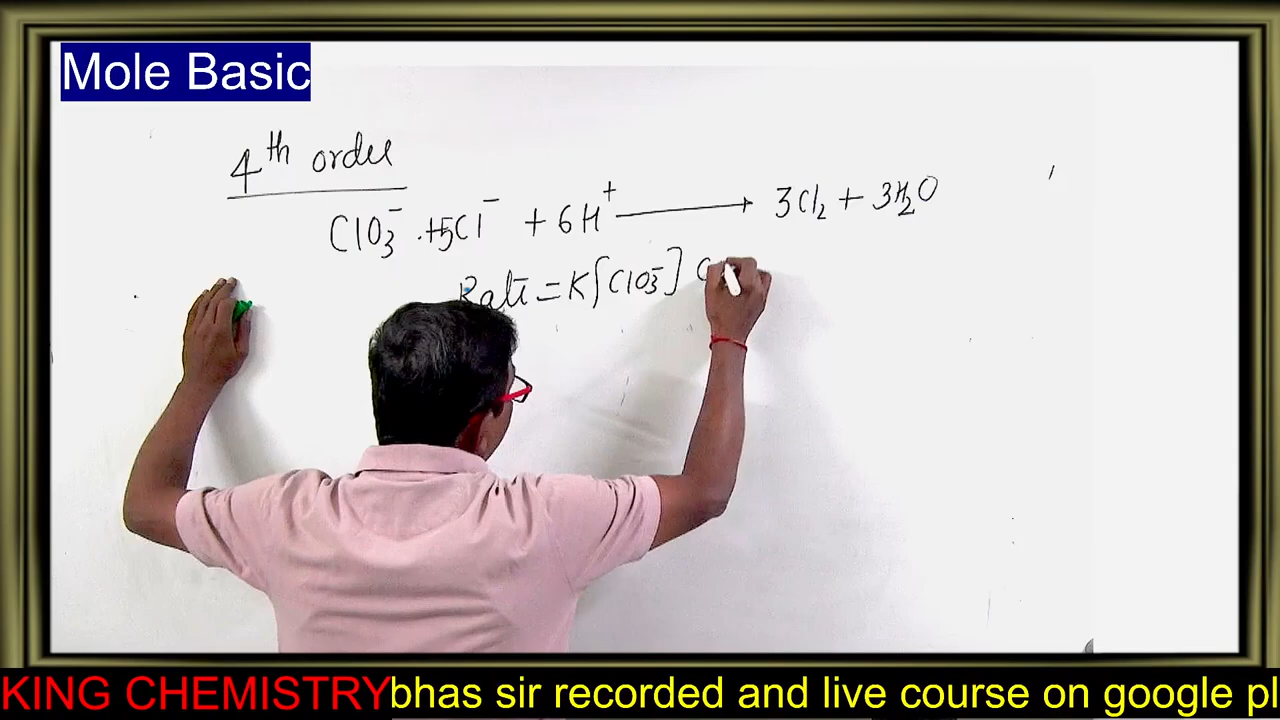 Mole Basic
4th order
ClO3- + 5Cl- + 6H+ → 3Cl2 + 3H2O
Rate = K[ClO3-]
KING CHEMISTRY bhas sir recorded and live course on google pl